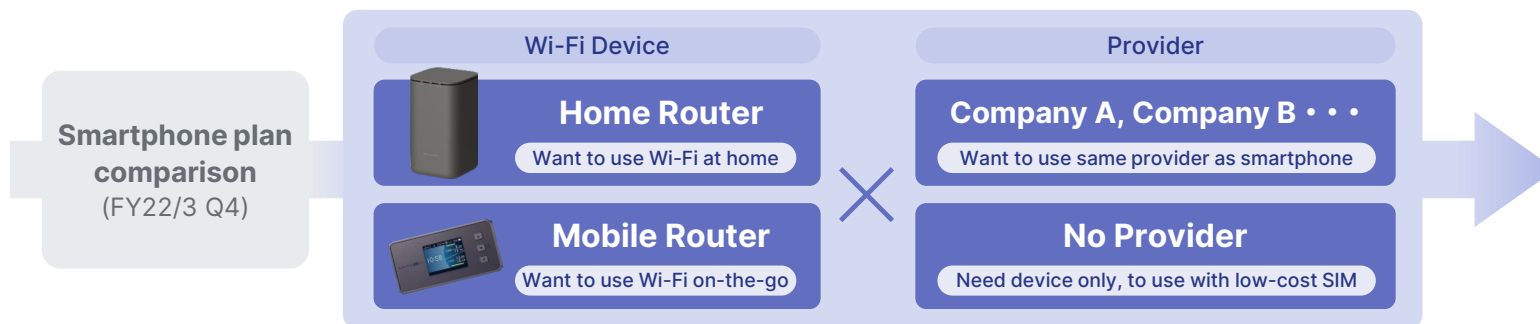 Smartphone plan
comparison
(FY22/3 Q4)
Wi-Fi Device
Home Router
Want to use Wi-Fi at home
Mobile Router
Want to use Wi-Fi on-the-go
Provider
Company A, Company B・・・
Want to use same provider as smartphone
No Provider
Need device only, to use with low-cost SIM